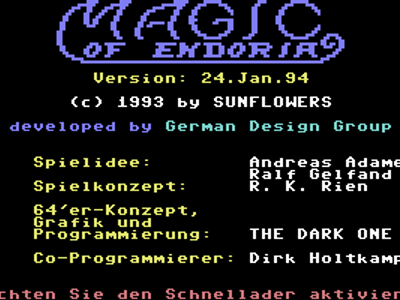 MAGIC
OF ENDORIA
Version: 24.Jan.94
(c) 1993 by SUNFLOWERS
developed by German Design Group
Spielidee: Andreas Adame
Ralf Gelfand
Spielkonzept: R. K. Rien
64'er-Konzept,
Grafik und
Programmierung: THE DARK ONE
Co-Programmierer: Dirk Holtkamp
chten Sie den Schnellader aktivier